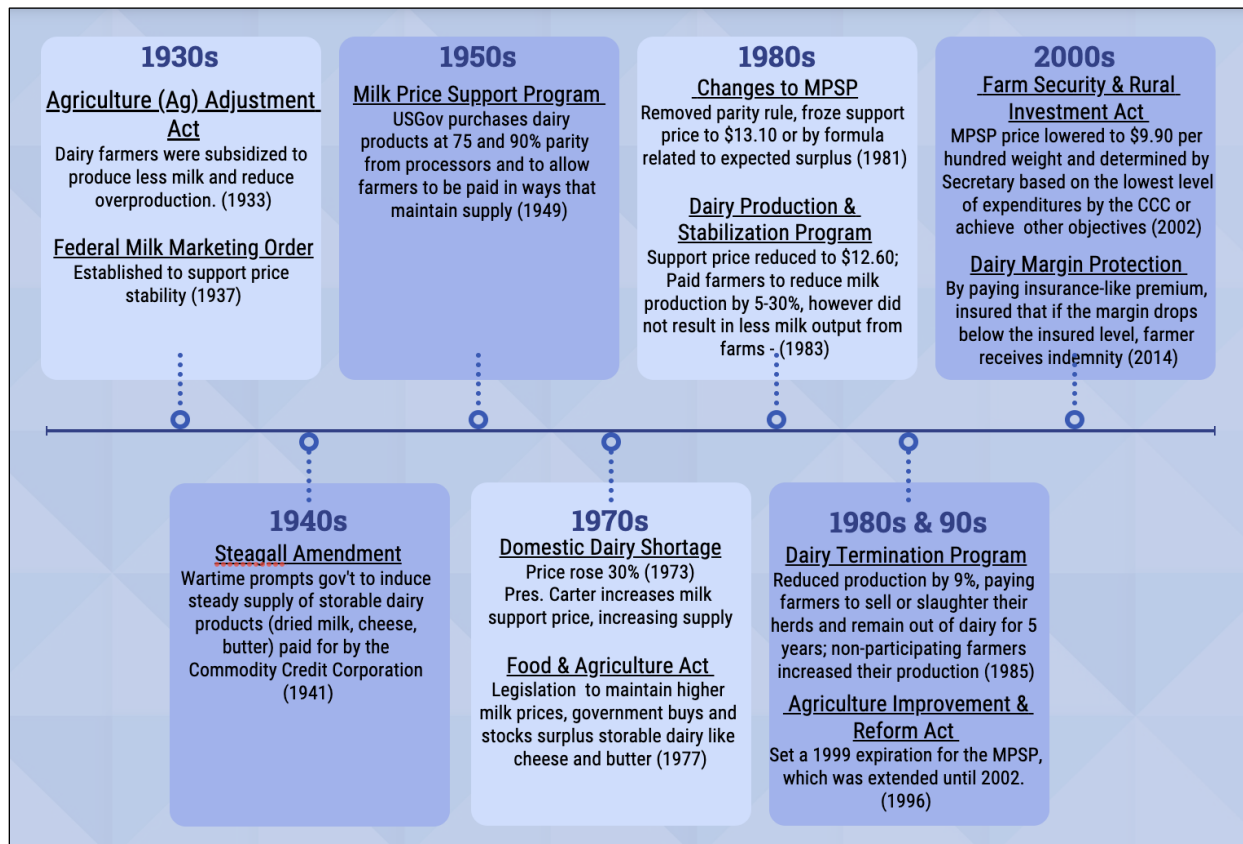 1930s
Agriculture (Ag) Adjustment
Act
Dairy farmers were subsidized to
produce less milk and reduce
overproduction. (1933)
Federal Milk Marketing Order
Established to support price
stability (1937)
1950s
Milk Price Support Program
USGov purchases dairy
products at 75 and 90% parity
from processors and to allow
farmers to be paid in ways that
maintain supply (1949)
1980s
Changes to MPSP
Removed parity rule, froze support
price to $13.10 or by formula
related to expected surplus (1981)
Dairy Production &
Stabilization Program
Support price reduced to $12.60;
Paid farmers to reduce milk
production by 5-30%, however did
not result in less milk output from
farms - (1983)
2000s
Farm Security & Rural
Investment Act
MPSP price lowered to $9.90 per
hundred weight and determined by
Secretary based on the lowest level
of expenditures by the CCC or
achieve other objectives (2002)
Dairy Margin Protection
By paying insurance-like premium,
insured that if the margin drops
below the insured level, farmer
receives indemnity (2014)
1940s
Steagall Amendment
Wartime prompts gov't to induce
steady supply of storable dairy
products (dried milk, cheese,
butter) paid for by the
Commodity Credit Corporation
(1941)
1970s
Domestic Dairy Shortage
Price rose 30% (1973)
Pres. Carter increases milk
support price, increasing supply
Food & Agriculture Act
Legislation to maintain higher
milk prices, government buys and
stocks surplus storable dairy like
cheese and butter (1977)
1980s & 90s
Dairy Termination Program
Reduced production by 9%, paying
farmers to sell or slaughter their
herds and remain out of dairy for 5
years; non-participating farmers
increased their production (1985)
Agriculture Improvement &
Reform Act
Set a 1999 expiration for the MPSP,
which was extended until 2002.
(1996)